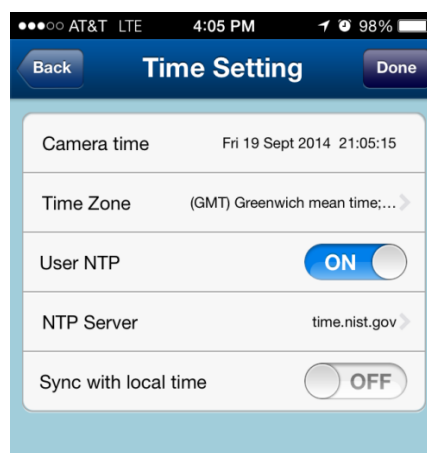 AT&T LTE 4:05 PM 98%
Back Time Setting Done
Camera time Fri 19 Sept 2014 21:05:15
Time Zone (GMT) Greenwich mean time;...
User NTP ON
NTP Server time.nist.gov
Sync with local time OFF